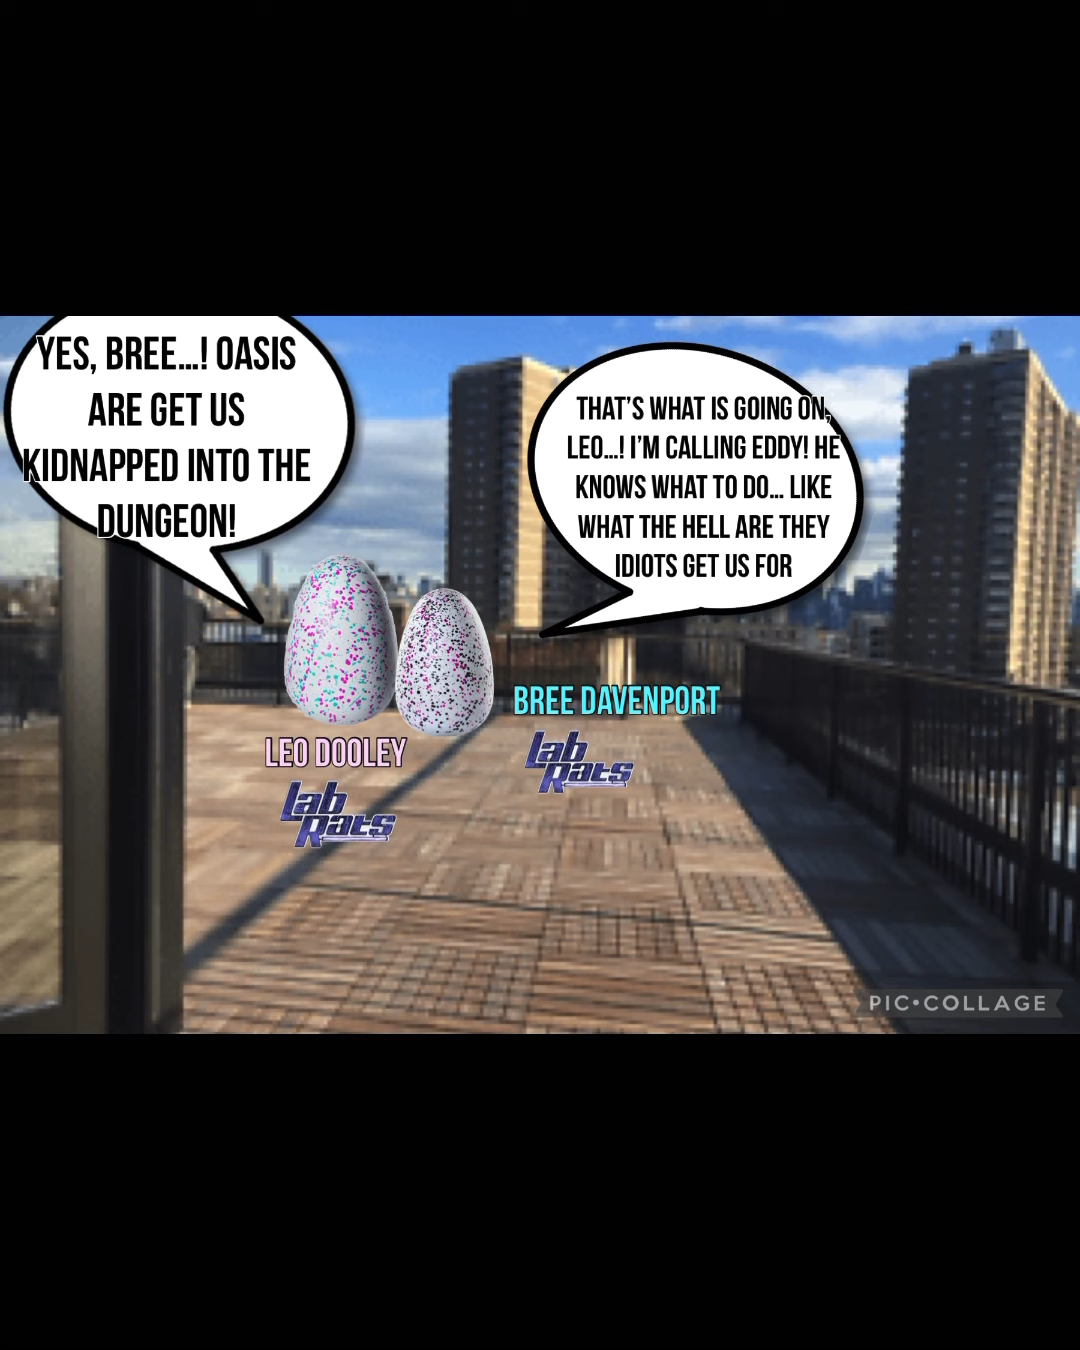 YES, BREE...! OASIS
ARE GET US
KIDNAPPED INTO THE
DUNGEON!
THAT'S WHAT IS GOING ON,
LEO...! I'M CALLING EDDY! HE
KNOWS WHAT TO DO... LIKE
WHAT THE HELL ARE THEY
IDIOTS GET US FOR
BREE DAVENPORT
Lab
Rats
LEO DOOLEY
Lab
Rats
PIC•COLLAGE